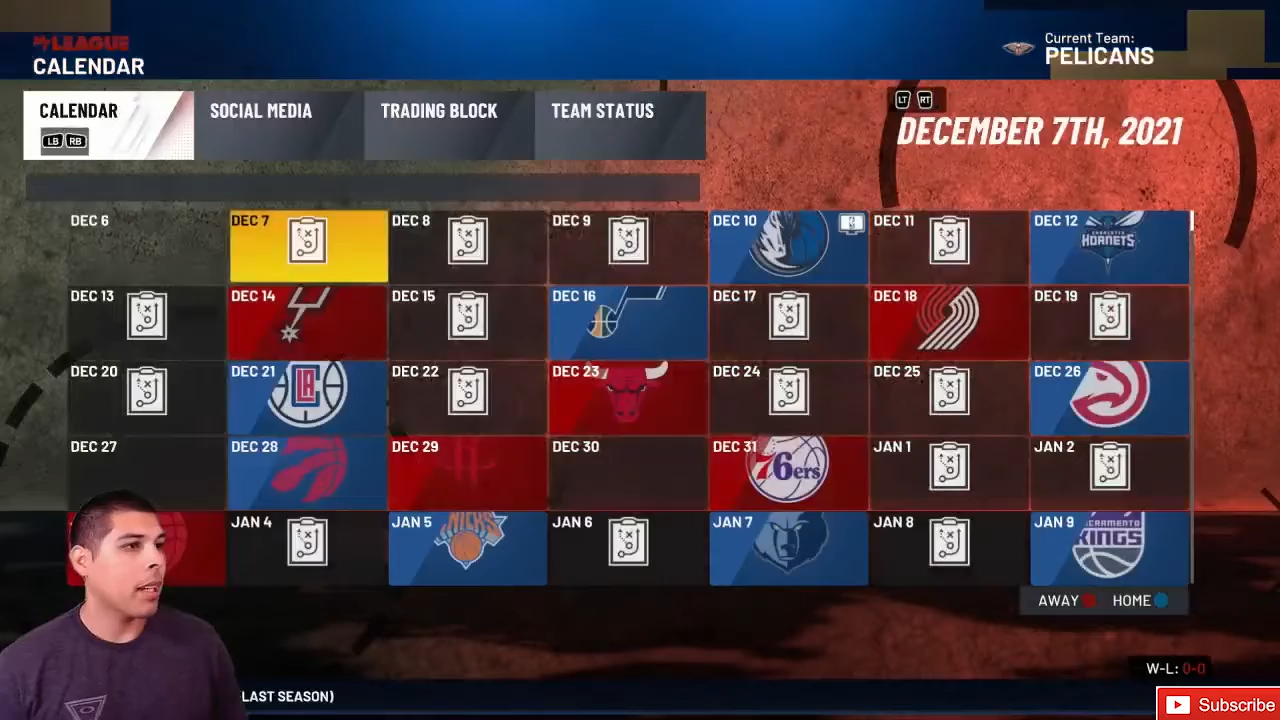 MyLEAGUE
CALENDAR
Current Team:
PELICANS
CALENDAR
LB RB
SOCIAL MEDIA
TRADING BLOCK
TEAM STATUS
LT RT
DECEMBER 7TH, 2021
DEC 6
DEC 7
DEC 8
DEC 9
DEC 10
DEC 11
DEC 12
HORNETS
DEC 13
DEC 14
DEC 15
DEC 16
DEC 17
DEC 18
DEC 19
DEC 20
DEC 21
LA
DEC 22
DEC 23
DEC 24
DEC 25
DEC 26
DEC 27
DEC 28
DEC 29
DEC 30
DEC 31
76ers
JAN 1
JAN 2
JAN 4
JAN 5
NICKS
JAN 6
JAN 7
JAN 8
JAN 9
SACRAMENTO
KINGS
AWAY HOME
W-L: 0-0
LAST SEASON)
Subscribe